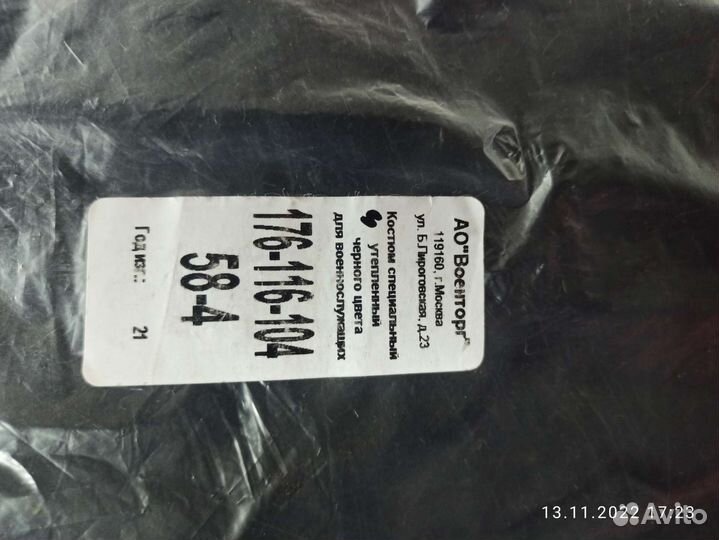 АО"Военторг"
119160, г.Москва
ул. Б.Пироговская, д.23
Костюм специальный
утепленный
черного цвета
для военнослужащих
176-116-104
58-4
Год изг.: 21
13.11.2022 17:23
Avito